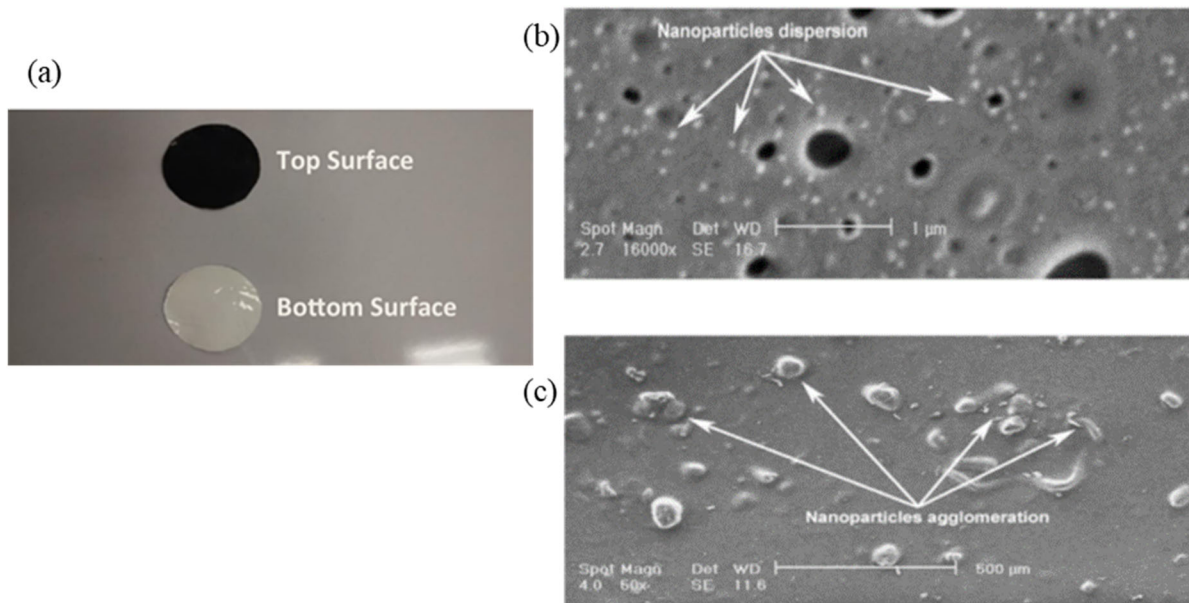 (a)
Top Surface
Bottom Surface
(b)
Nanoparticles dispersion
Spot Magn Det WD
2.7 16000x SE 16.7
1 µm
(c)
Nanoparticles agglomeration
Spot Magn Det WD
4.0 50x SE 11.6
500 µm